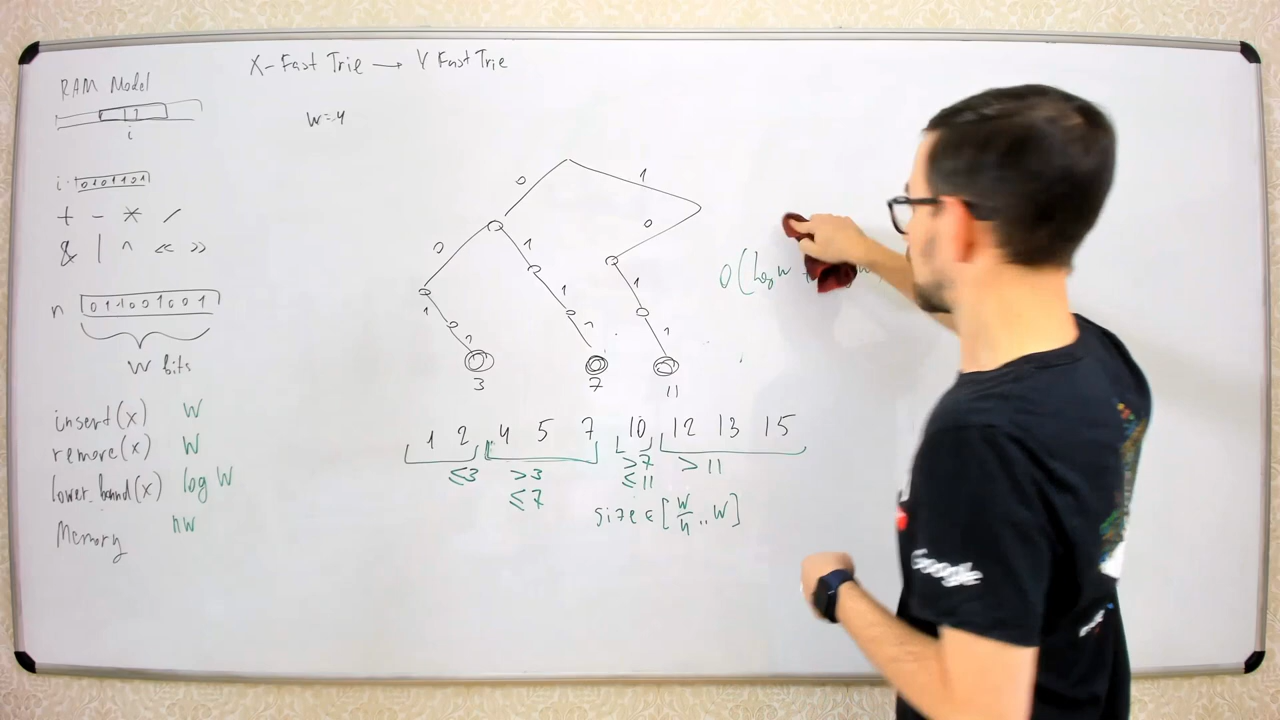 X-Fast Trie → Y Fast Trie
RAM Model
i
w=4
i: 0101101
+ - * /
& | ^ << >>
n 011001001
W bits
insert(x) W
remove(x) W
lower_bound(x) log W
Memory nW
0 1
0 1 0
1 1 1
1 1 1
3 7 11
O(log W
1 2 4 5 7 10 12 13 15
≤3 >3 >7 >11
≤7 ≤11
size ∈ [W/4 .. W]
Google